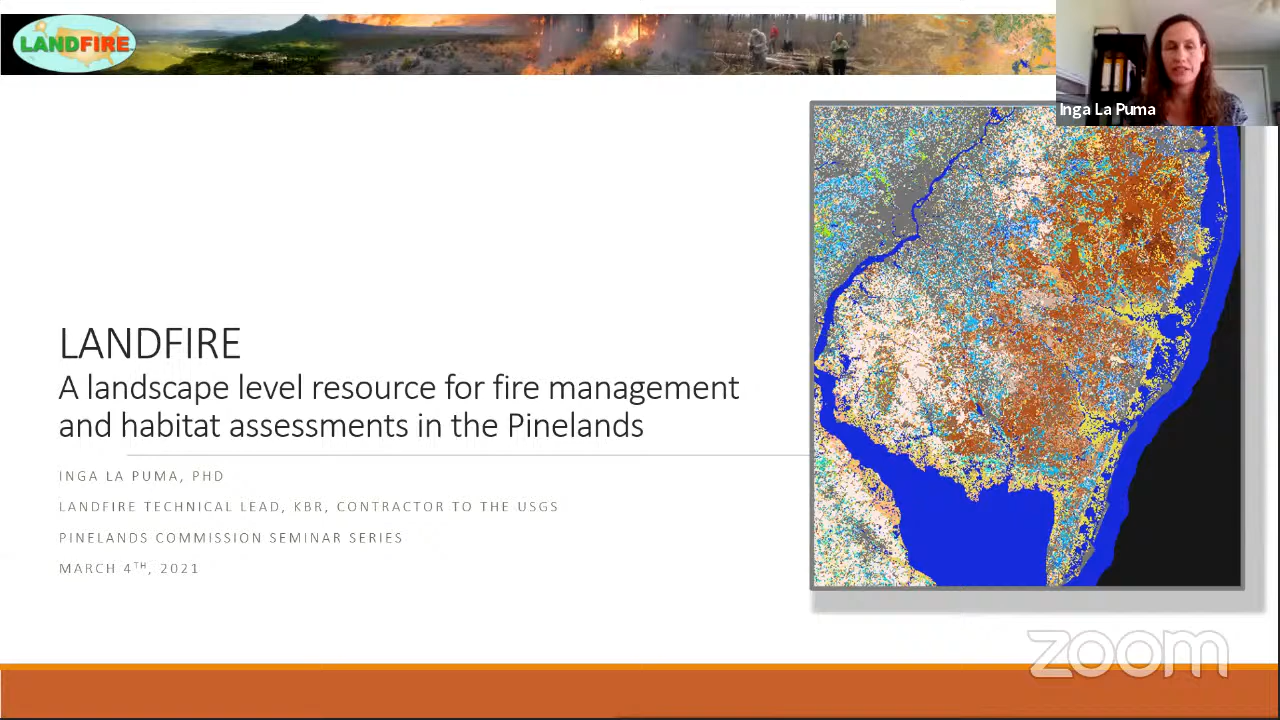 LANDFIRE
Inga La Puma
LANDFIRE
A landscape level resource for fire management
and habitat assessments in the Pinelands
INGA LA PUMA, PHD
LANDFIRE TECHNICAL LEAD, KBR, CONTRACTOR TO THE USGS
PINELANDS COMMISSION SEMINAR SERIES
MARCH 4TH, 2021
zoom